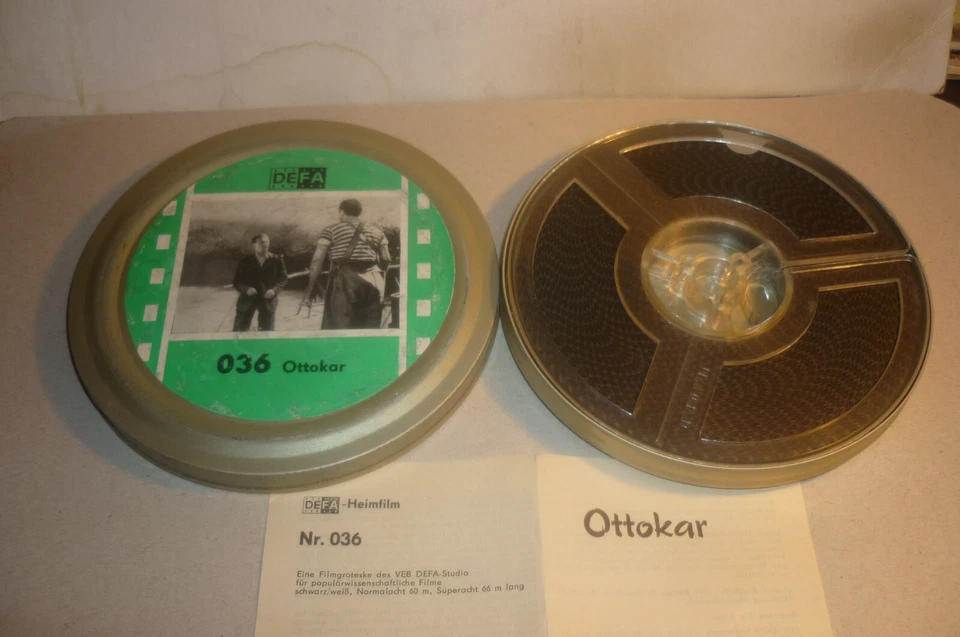 DEFA
036 Ottokar
DEFA-Heimfilm
Nr. 036
Eine Filmgroteske des VEB DEFA-Studio
für populärwissenschaftliche Filme
schwarz/weiß, Normalacht 60 m, Superacht 66 m lang
Ottokar